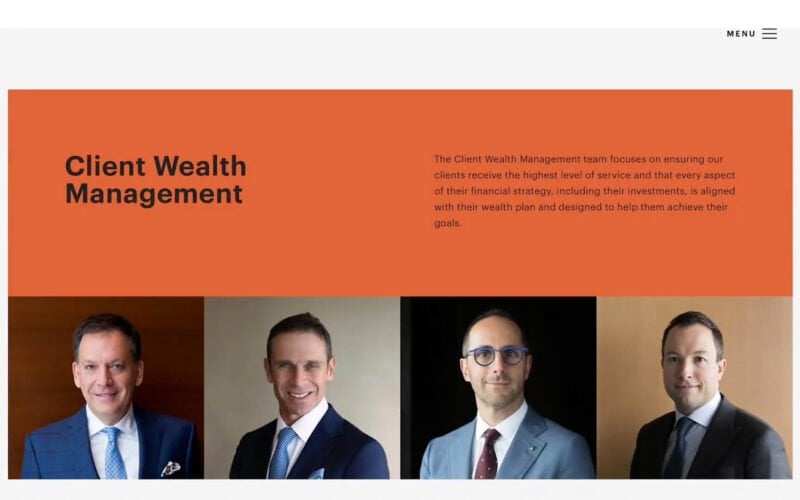 MENU
Client Wealth
Management
The Client Wealth Management team focuses on ensuring our
clients receive the highest level of service and that every aspect
of their financial strategy, including their investments, is aligned
with their wealth plan and designed to help them achieve their
goals.